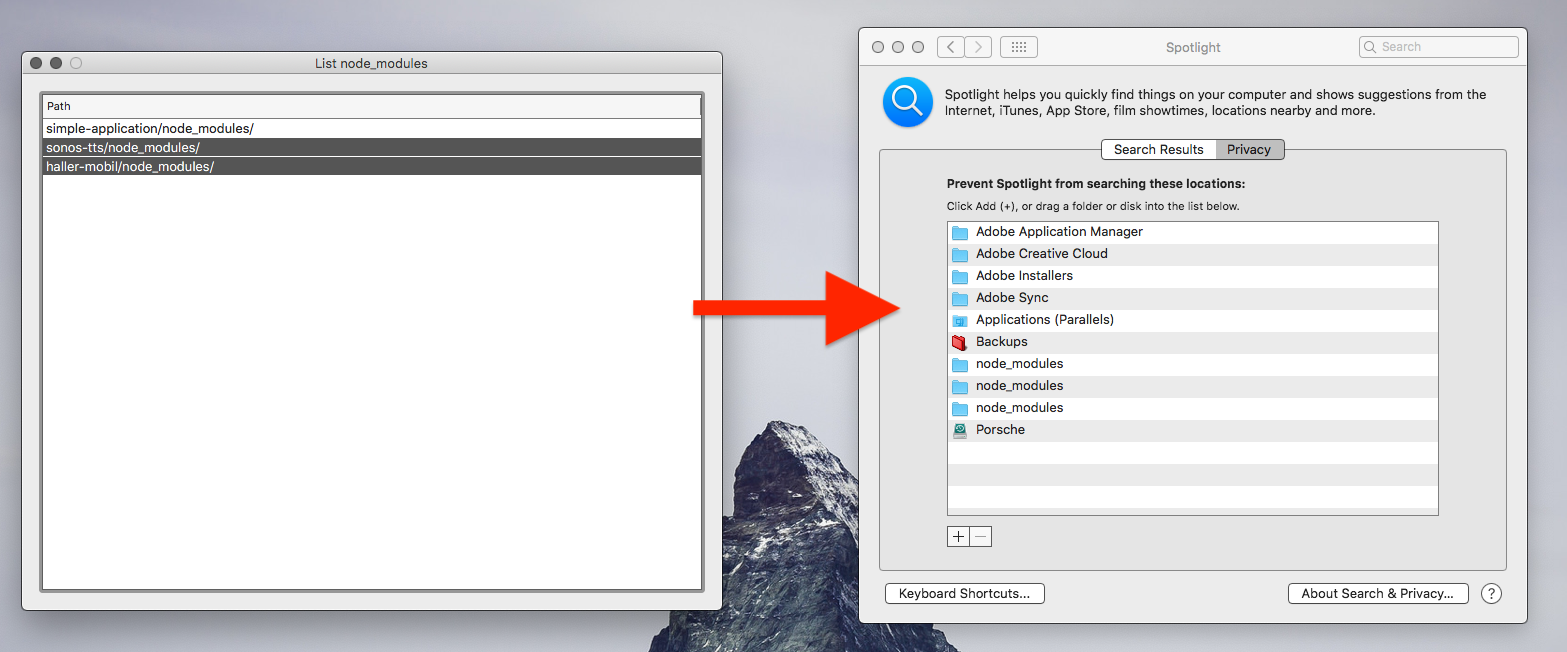 List node_modules
Path
simple-application/node_modules/
sonos-tts/node_modules/
haller-mobil/node_modules/
Spotlight
Search
Spotlight helps you quickly find things on your computer and shows suggestions from the
Internet, iTunes, App Store, film showtimes, locations nearby and more.
Search Results Privacy
Prevent Spotlight from searching these locations:
Click Add (+), or drag a folder or disk into the list below.
Adobe Application Manager
Adobe Creative Cloud
Adobe Installers
Adobe Sync
Applications (Parallels)
Backups
node_modules
node_modules
node_modules
Porsche
+ −
Keyboard Shortcuts... About Search & Privacy... ?